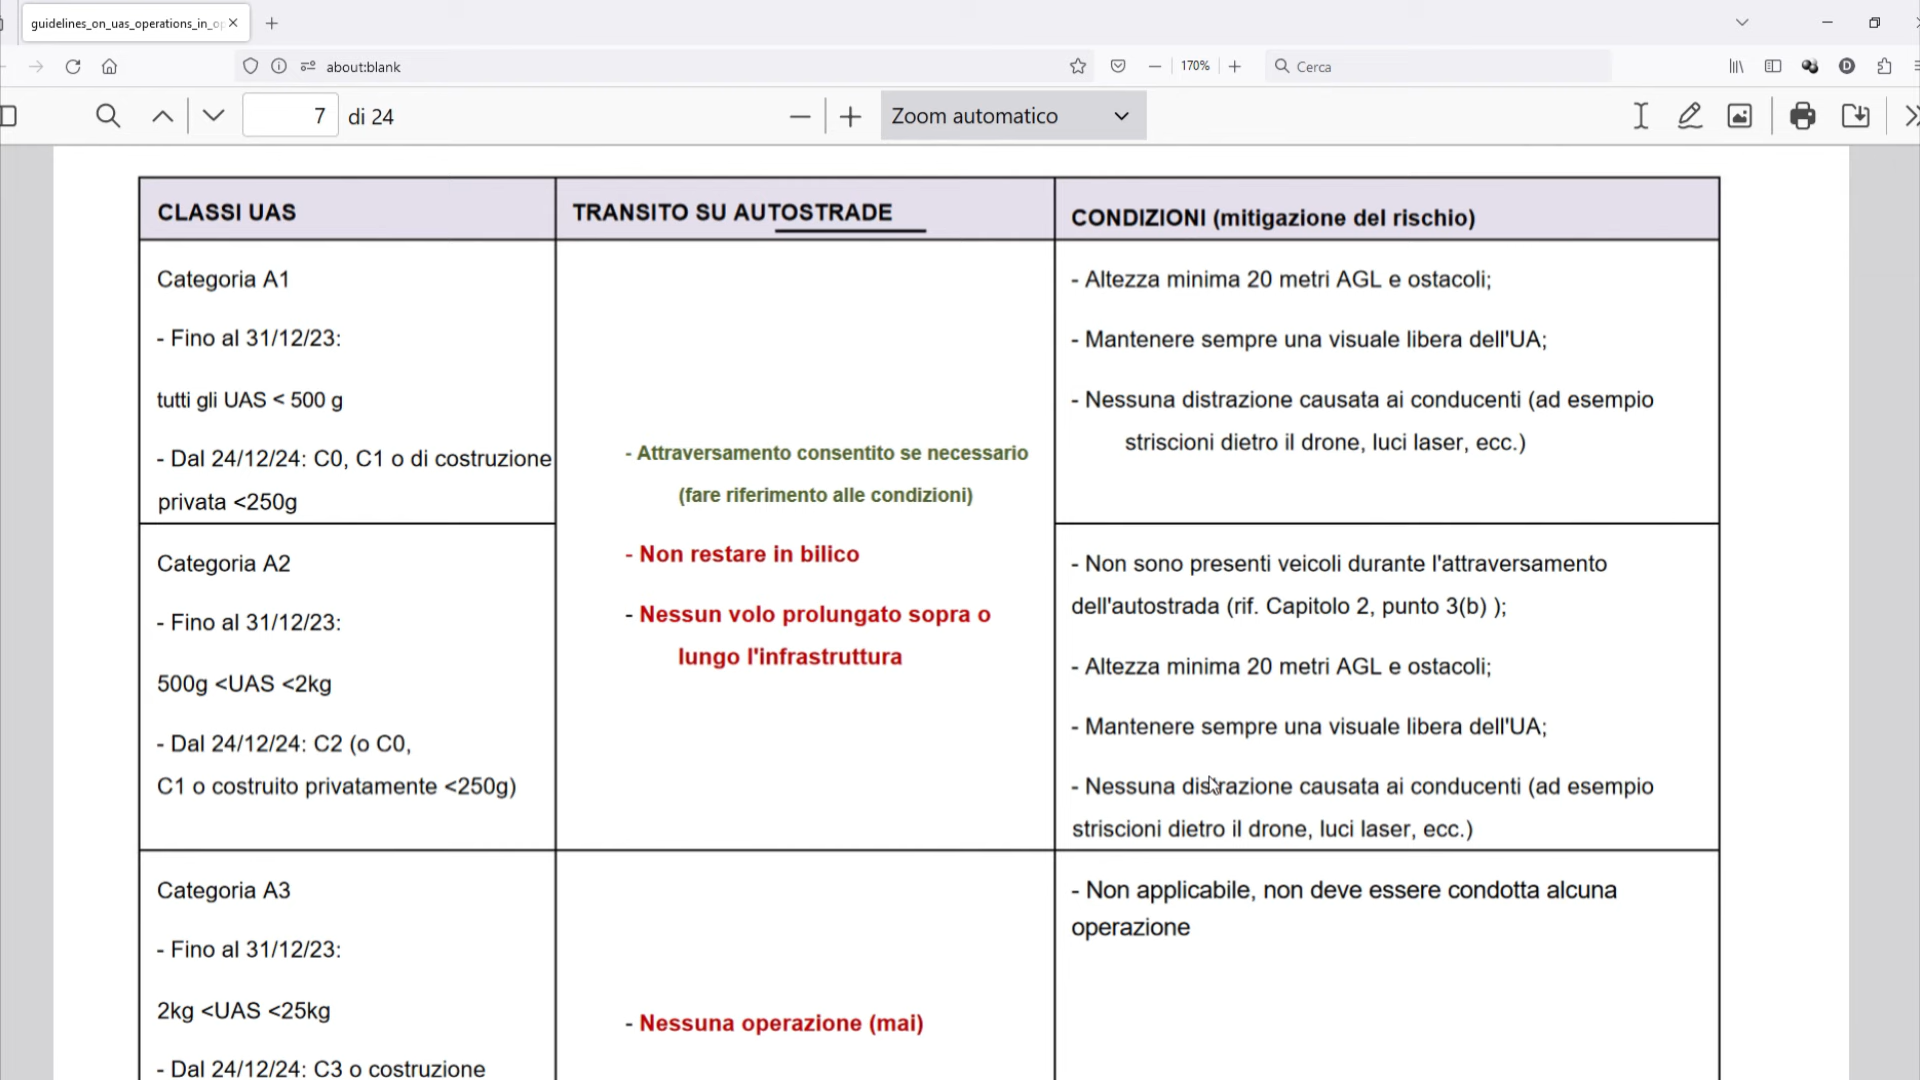 guidelines_on_uas_operations_in_o
about:blank
170%
Cerca
7
di 24
Zoom automatico
CLASSI UAS
TRANSITO SU AUTOSTRADE
CONDIZIONI (mitigazione del rischio)
Categoria A1
- Fino al 31/12/23:
tutti gli UAS < 500 g
- Dal 24/12/24: C0, C1 o di costruzione
privata <250g)
- Attraversamento consentito se necessario
(fare riferimento alle condizioni)
- Non restare in bilico
- Nessun volo prolungato sopra o
lungo l'infrastruttura
- Altezza minima 20 metri AGL e ostacoli;
- Mantenere sempre una visuale libera dell'UA;
- Nessuna distrazione causata ai conducenti (ad esempio
striscioni dietro il drone, luci laser, ecc.)
Categoria A2
- Fino al 31/12/23:
500g <UAS <2kg
- Dal 24/12/24: C2 (o C0,
C1 o costruito privatamente <250g)
- Non sono presenti veicoli durante l'attraversamento
dell'autostrada (rif. Capitolo 2, punto 3(b) );
- Altezza minima 20 metri AGL e ostacoli;
- Mantenere sempre una visuale libera dell'UA;
- Nessuna distrazione causata ai conducenti (ad esempio
striscioni dietro il drone, luci laser, ecc.)
Categoria A3
- Fino al 31/12/23:
2kg <UAS <25kg
- Dal 24/12/24: C3 o costruzione
- Nessuna operazione (mai)
- Non applicabile, non deve essere condotta alcuna
operazione